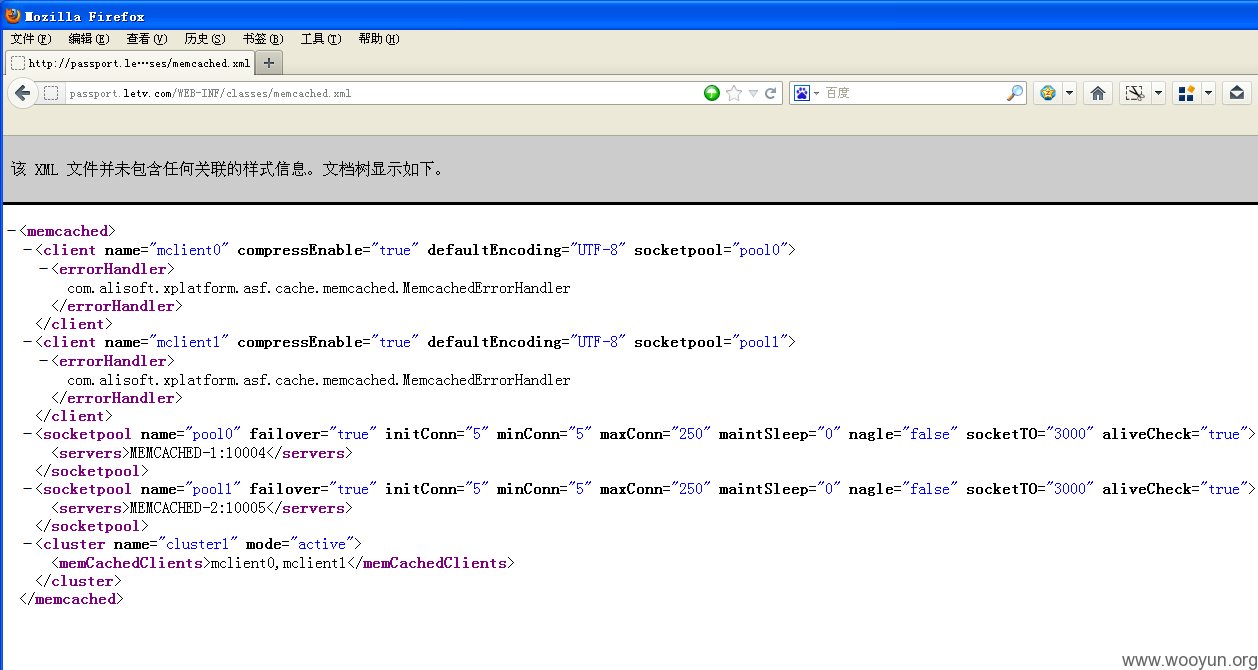 Mozilla Firefox
文件(F) 编辑(E) 查看(V) 历史(S) 书签(B) 工具(T) 帮助(H)
http://passport.le…ses/memcached.xml
passport.letv.com/WEB-INF/classes/memcached.xml 百度
该 XML 文件并未包含任何关联的样式信息。文档树显示如下。
−<memcached>
−<client name="mclient0" compressEnable="true" defaultEncoding="UTF-8" socketpool="pool0">
−<errorHandler>
com.alisoft.xplatform.asf.cache.memcached.MemcachedErrorHandler
</errorHandler>
</client>
−<client name="mclient1" compressEnable="true" defaultEncoding="UTF-8" socketpool="pool1">
−<errorHandler>
com.alisoft.xplatform.asf.cache.memcached.MemcachedErrorHandler
</errorHandler>
</client>
−<socketpool name="pool0" failover="true" initConn="5" minConn="5" maxConn="250" maintSleep="0" nagle="false" socketTO="3000" aliveCheck="true">
<servers>MEMCACHED-1:10004</servers>
</socketpool>
−<socketpool name="pool1" failover="true" initConn="5" minConn="5" maxConn="250" maintSleep="0" nagle="false" socketTO="3000" aliveCheck="true">
<servers>MEMCACHED-2:10005</servers>
</socketpool>
−<cluster name="cluster1" mode="active">
<memCachedClients>mclient0,mclient1</memCachedClients>
</cluster>
</memcached>
www.wooyun.org